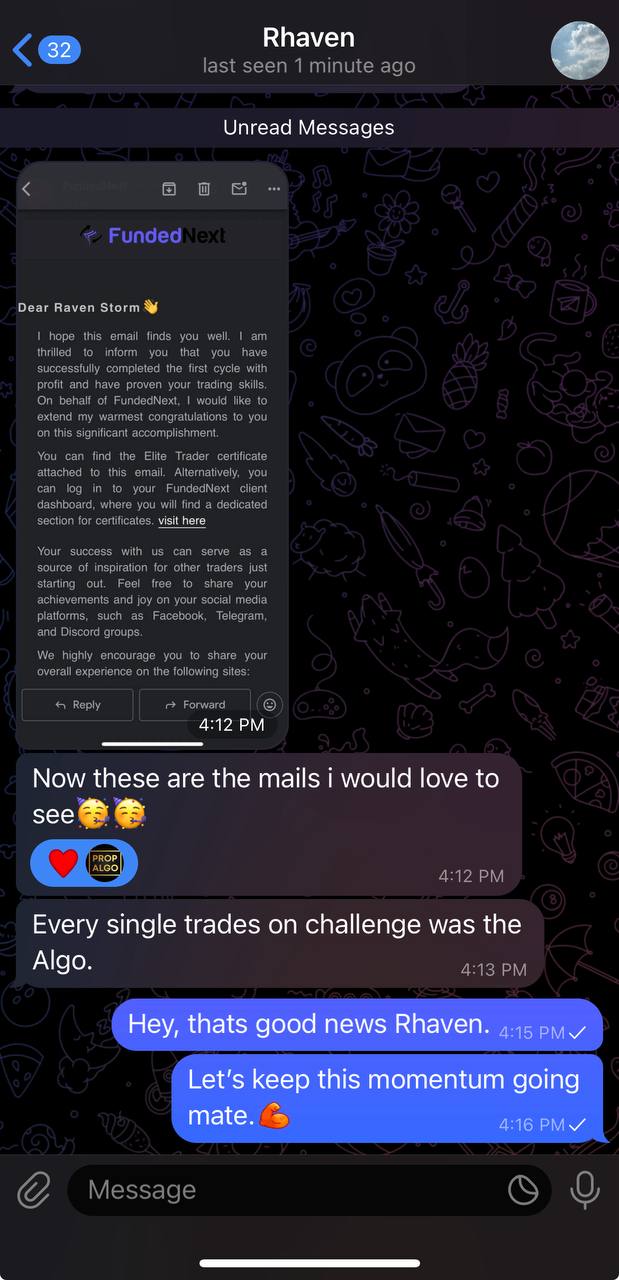 32
Rhaven
last seen 1 minute ago
Unread Messages
FundedNext
Dear Raven Storm👋
I hope this email finds you well. I am
thrilled to inform you that you have
successfully completed the first cycle with
profit and have proven your trading skills.
On behalf of FundedNext, I would like to
extend my warmest congratulations to you
on this significant accomplishment.
You can find the Elite Trader certificate
attached to this email. Alternatively, you
can log in to your FundedNext client
dashboard, where you will find a dedicated
section for certificates. visit here
Your success with us can serve as a
source of inspiration for other traders just
starting out. Feel free to share your
achievements and joy on your social media
platforms, such as Facebook, Telegram,
and Discord groups.
We highly encourage you to share your
overall experience on the following sites:
Reply Forward
4:12 PM
Now these are the mails i would love to
see🥳🥳
❤️ PROP ALGO 4:12 PM
Every single trades on challenge was the
Algo. 4:13 PM
Hey, thats good news Rhaven. 4:15 PM
Let’s keep this momentum going
mate.💪 4:16 PM
Message